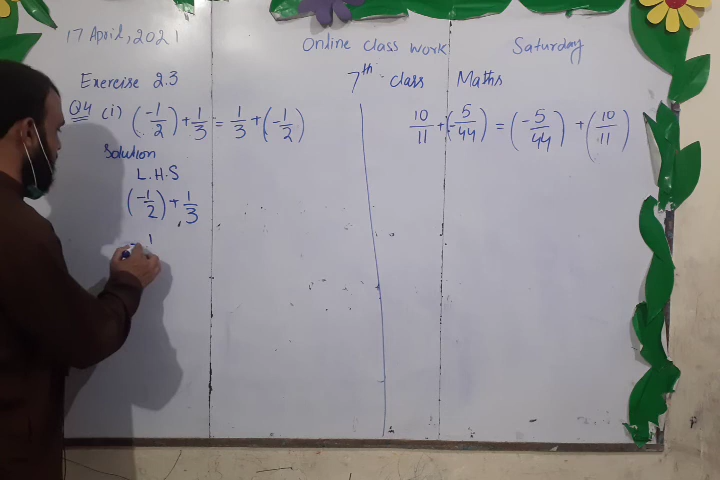 17 April, 2021 Online class work Saturday
Exercise 2.3 7th class Maths
Q4 (i) (-1/2) + 1/3 = 1/3 + (-1/2)
10/11 + (-5/44) = (-5/44) + (10/11)
Solution
L.H.S
(-1/2) + 1/3